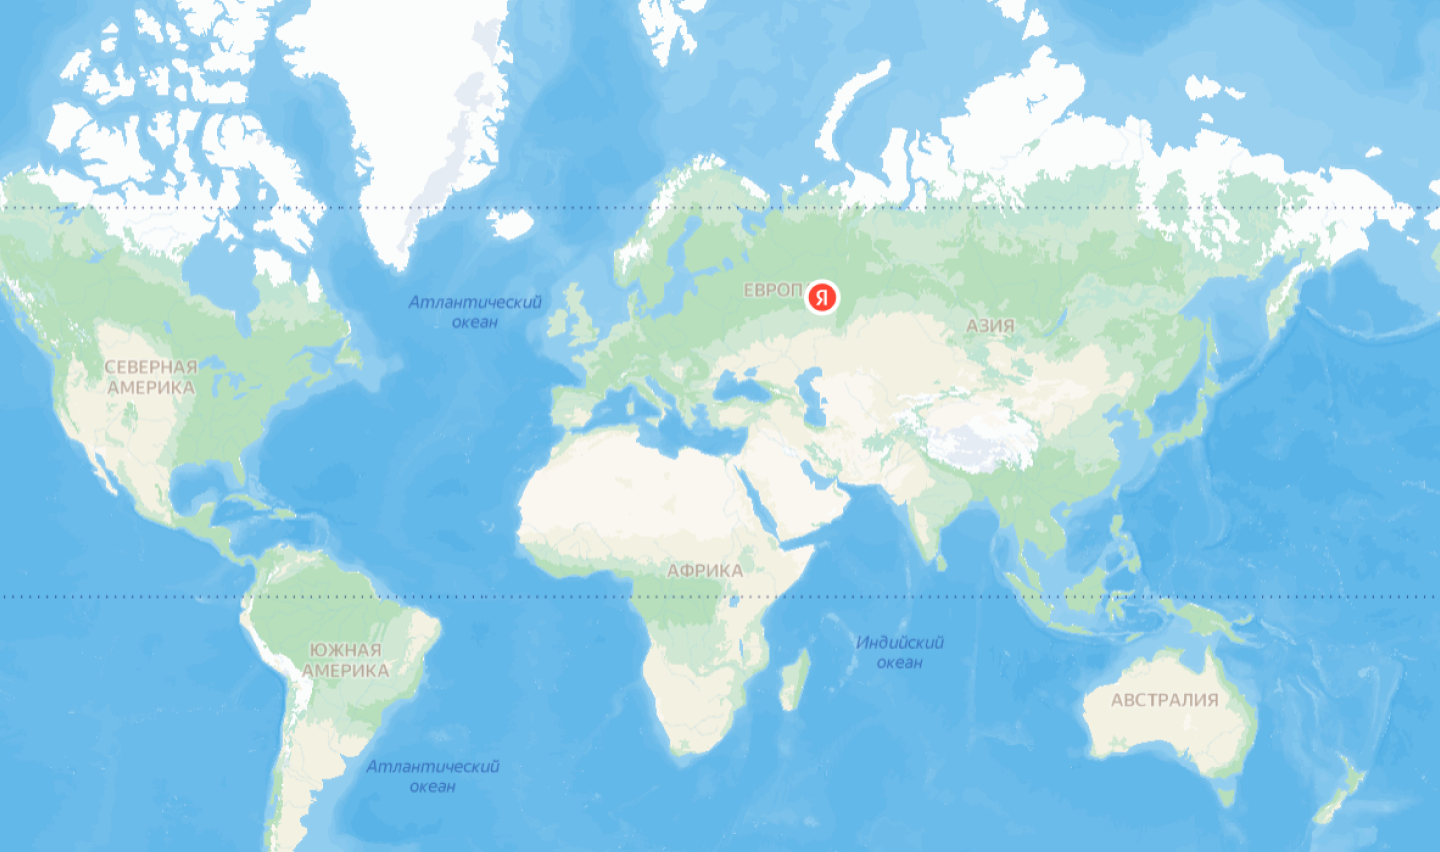 Атлантический
океан
ЕВРОП
Я
АЗИЯ
СЕВЕРНАЯ
АМЕРИКА
АФРИКА
Индийский
океан
ЮЖНАЯ
АМЕРИКА
АВСТРАЛИЯ
Атлантический
океан